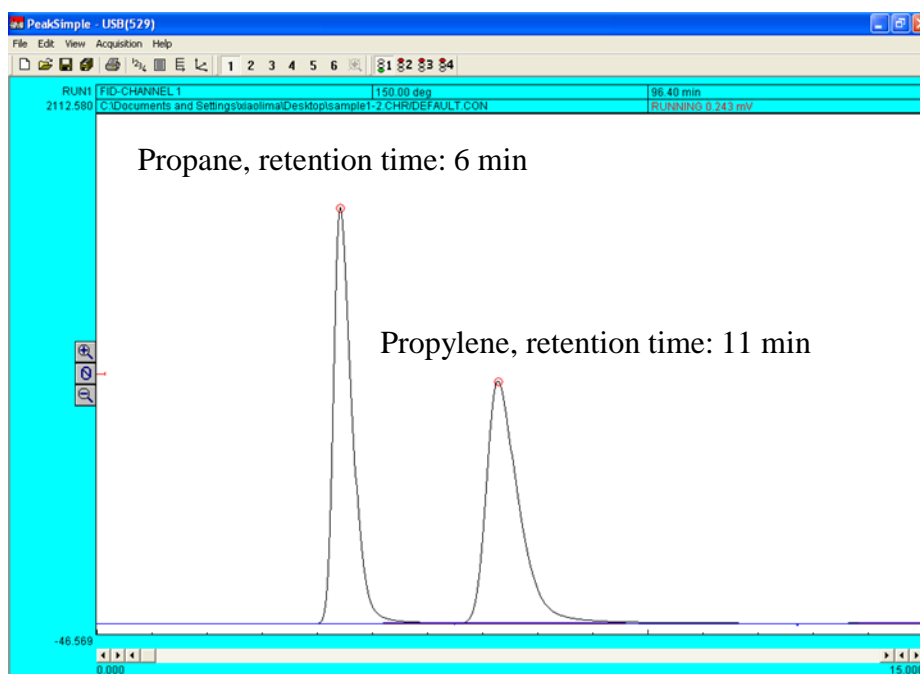 PeakSimple - USB(529)
File Edit View Acquisition Help
1 2 3 4 5 6 1 2 3 4
RUN1 FID-CHANNEL 1 150.00 deg 96.40 min
2112.580 C:\Documents and Settings\xiaolima\Desktop\sample1-2.CHR/DEFAULT.CON RUNNING 0.243 mV
Propane, retention time: 6 min
Propylene, retention time: 11 min
-46.569
0.000 15.000